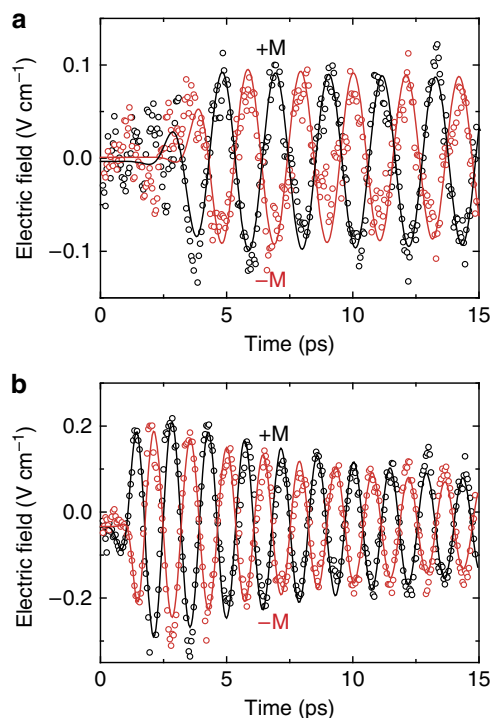 a
Electric field (V cm⁻¹)
0.1
0.0
−0.1
+M
−M
0
5
10
15
Time (ps)
b
Electric field (V cm⁻¹)
0.2
0.0
−0.2
+M
−M
0
5
10
15
Time (ps)